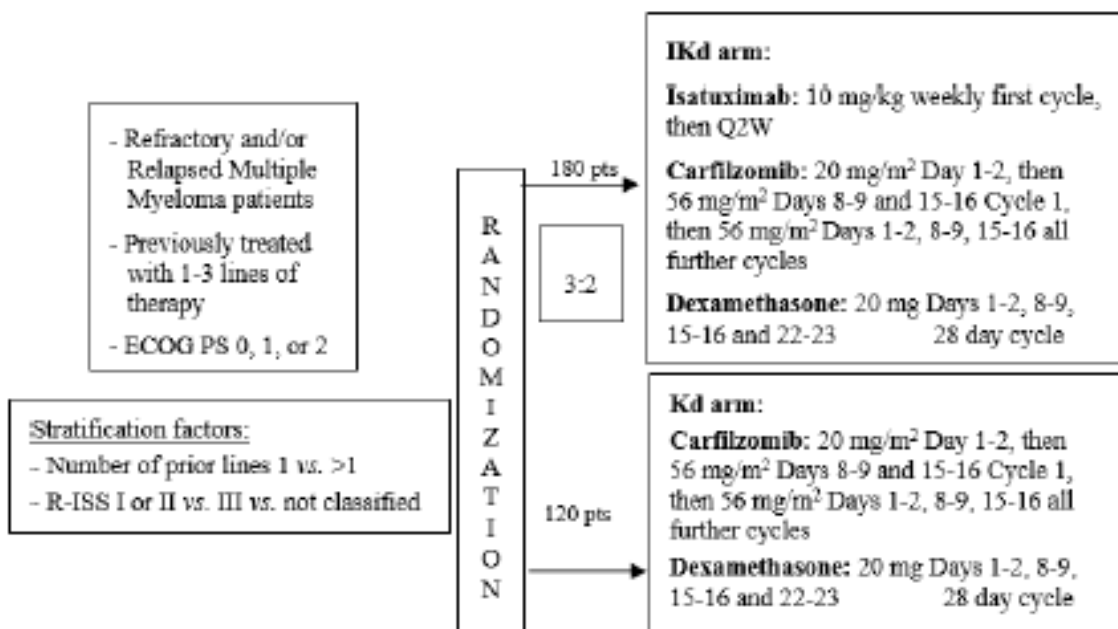 - Refractory and/or
Relapsed Multiple
Myeloma patients
- Previously treated
with 1-3 lines of
therapy
- ECOG PS 0, 1, or 2
Stratification factors:
- Number of prior lines 1 vs. >1
- R-ISS I or II vs. III vs. not classified
RANDOMIZATION
180 pts
3:2
120 pts
IKd arm:
Isatuximab: 10 mg/kg weekly first cycle,
then Q2W
Carfilzomib: 20 mg/m² Day 1-2, then
56 mg/m² Days 8-9 and 15-16 Cycle 1,
then 56 mg/m² Days 1-2, 8-9, 15-16 all
further cycles
Dexamethasone: 20 mg Days 1-2, 8-9,
15-16 and 22-23 28 day cycle
Kd arm:
Carfilzomib: 20 mg/m² Day 1-2, then
56 mg/m² Days 8-9 and 15-16 Cycle 1,
then 56 mg/m² Days 1-2, 8-9, 15-16 all
further cycles
Dexamethasone: 20 mg Days 1-2, 8-9,
15-16 and 22-23 28 day cycle